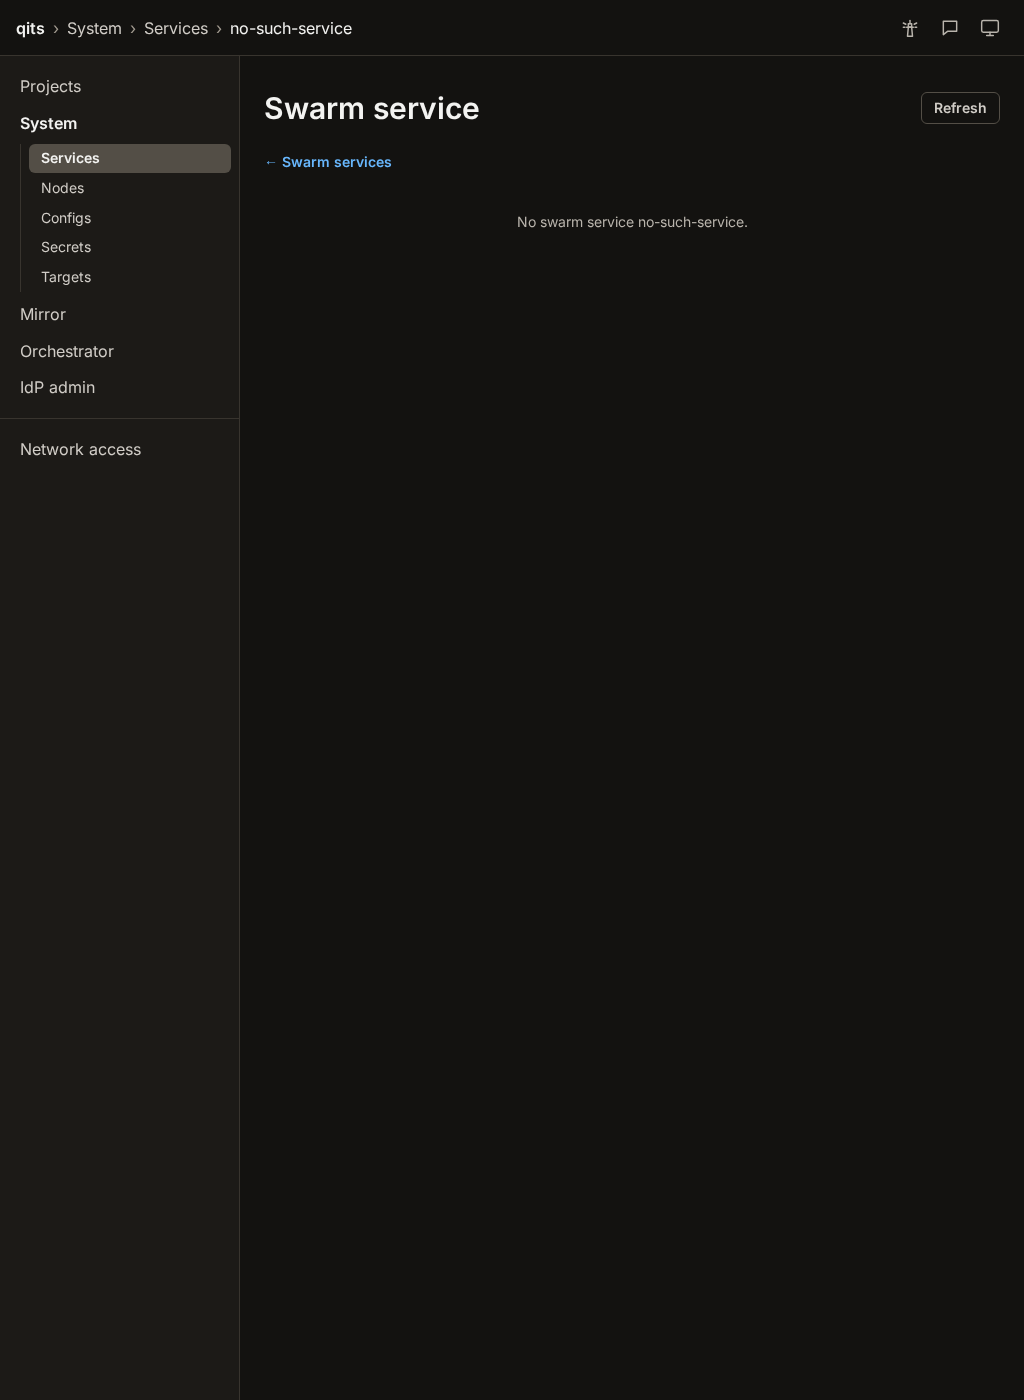 qits › System › Services › no-such-service
Projects
System
Services
Nodes
Configs
Secrets
Targets
Mirror
Orchestrator
IdP admin
Network access
Swarm service
Refresh
← Swarm services
No swarm service no-such-service.